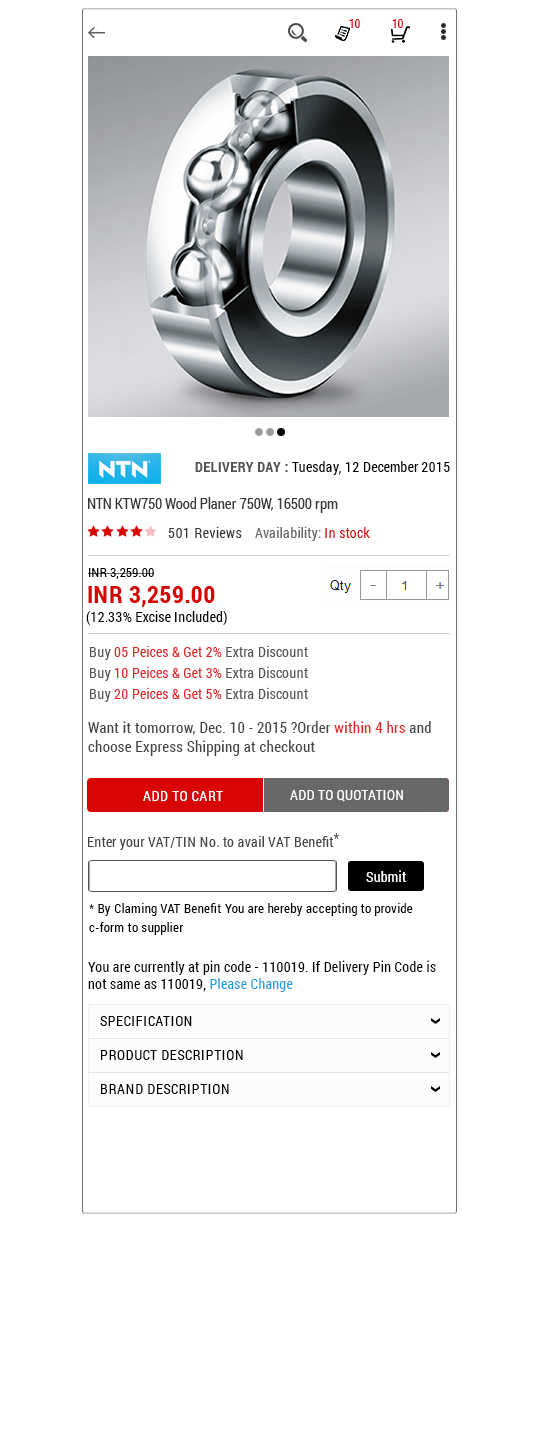 10 10
NTN
DELIVERY DAY : Tuesday, 12 December 2015
NTN KTW750 Wood Planer 750W, 16500 rpm
501 Reviews Availability: In stock
INR 3,259.00
INR 3,259.00
Qty - 1 +
(12.33% Excise Included)
Buy 05 Peices & Get 2% Extra Discount
Buy 10 Peices & Get 3% Extra Discount
Buy 20 Peices & Get 5% Extra Discount
Want it tomorrow, Dec. 10 - 2015 ?Order within 4 hrs and
choose Express Shipping at checkout
ADD TO CART ADD TO QUOTATION
Enter your VAT/TIN No. to avail VAT Benefit*
Submit
* By Claming VAT Benefit You are hereby accepting to provide
c-form to supplier
You are currently at pin code - 110019. If Delivery Pin Code is
not same as 110019, Please Change
SPECIFICATION
PRODUCT DESCRIPTION
BRAND DESCRIPTION